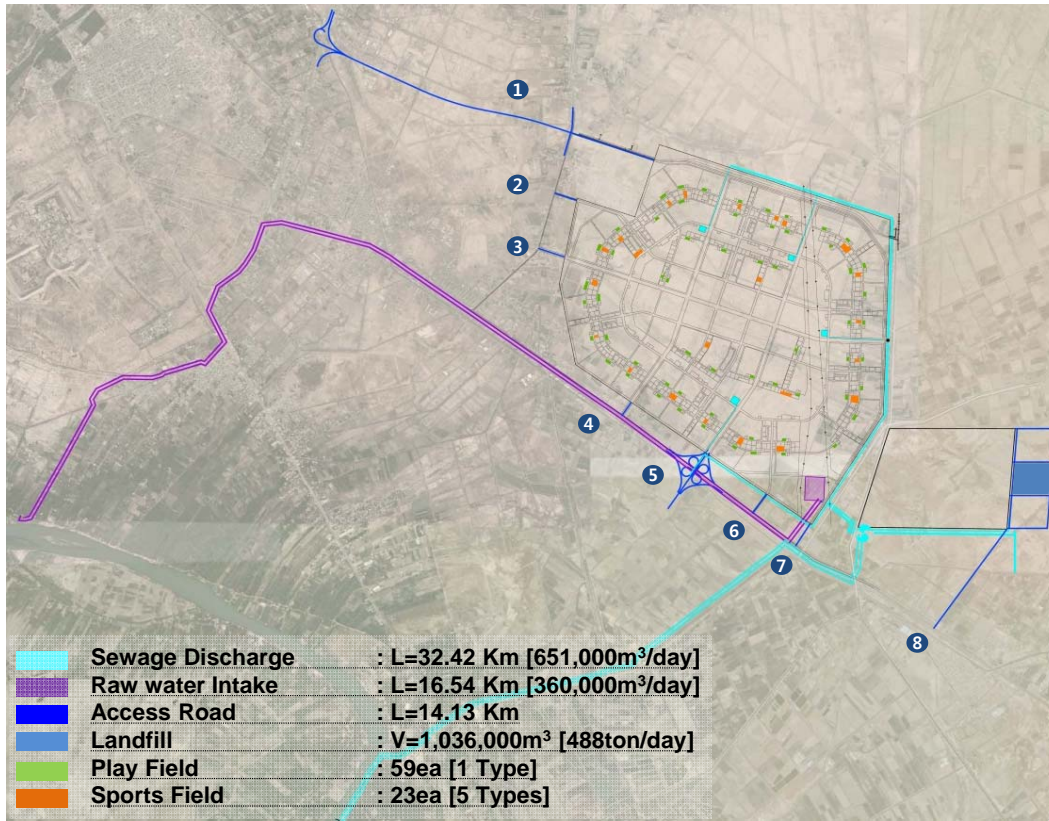 1
2
3
4
5
6
7
8
Sewage Discharge : L=32.42 Km [651,000m³/day]
Raw water Intake : L=16.54 Km [360,000m³/day]
Access Road : L=14.13 Km
Landfill : V=1,036,000m³ [488ton/day]
Play Field : 59ea [1 Type]
Sports Field : 23ea [5 Types]